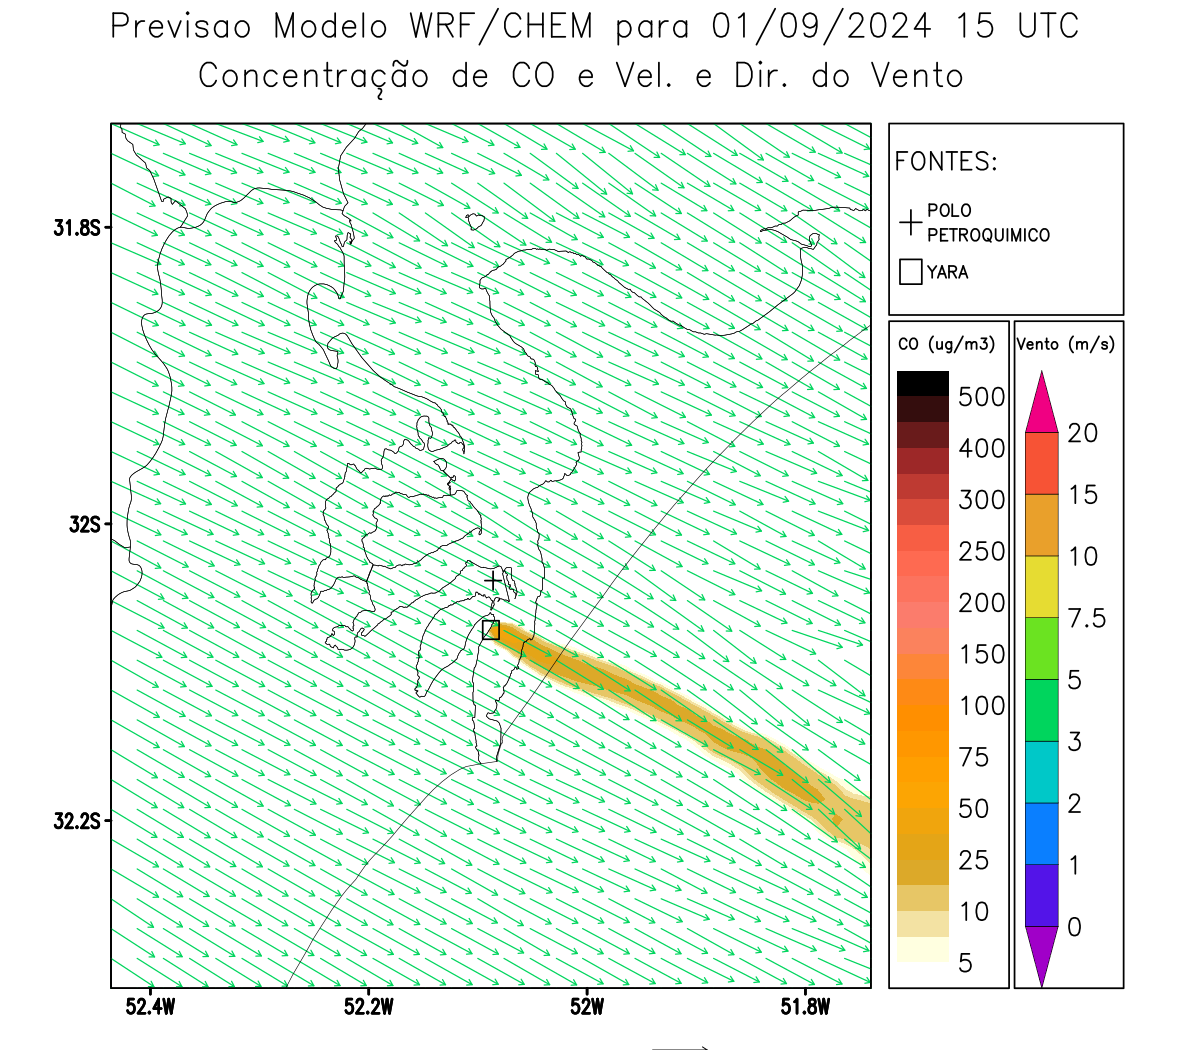 Previsao Modelo WRF/CHEM para 01/09/2024 15 UTC
Concentração de CO e Vel. e Dir. do Vento
FONTES:
POLO
PETROQUIMICO
YARA
CO (ug/m3)
500
400
300
250
200
150
100
75
50
25
10
5
Vento (m/s)
20
15
10
7.5
5
3
2
1
0
31.8S
32S
32.2S
52.4W
52.2W
52W
51.8W